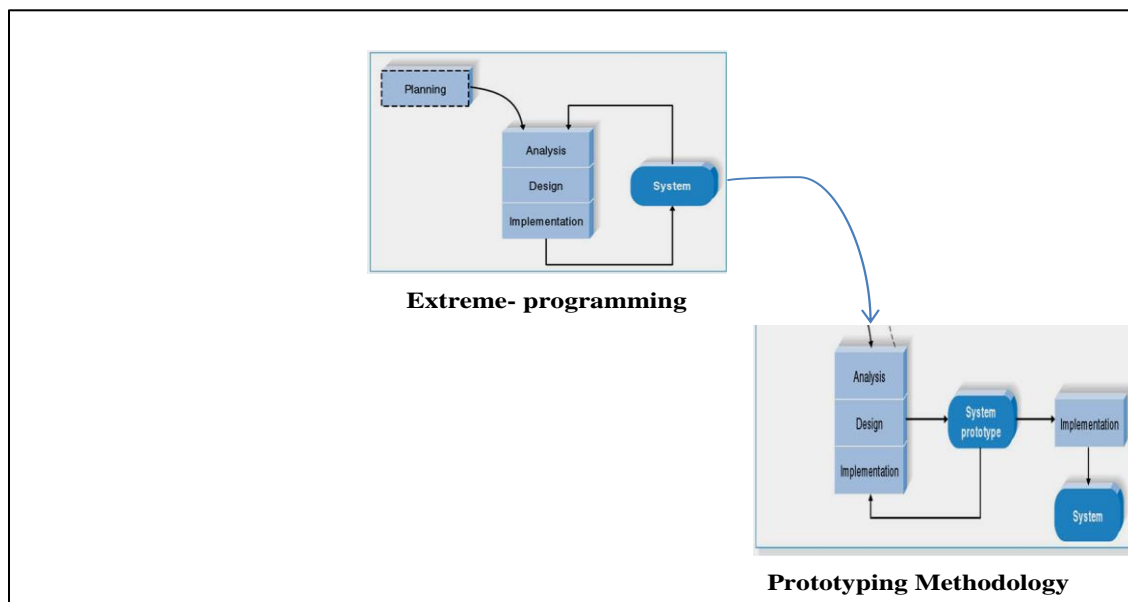 Planning
Analysis
Design
Implementation
System
Extreme- programming
Analysis
Design
Implementation
System
prototype
Implementation
System
Prototyping Methodology